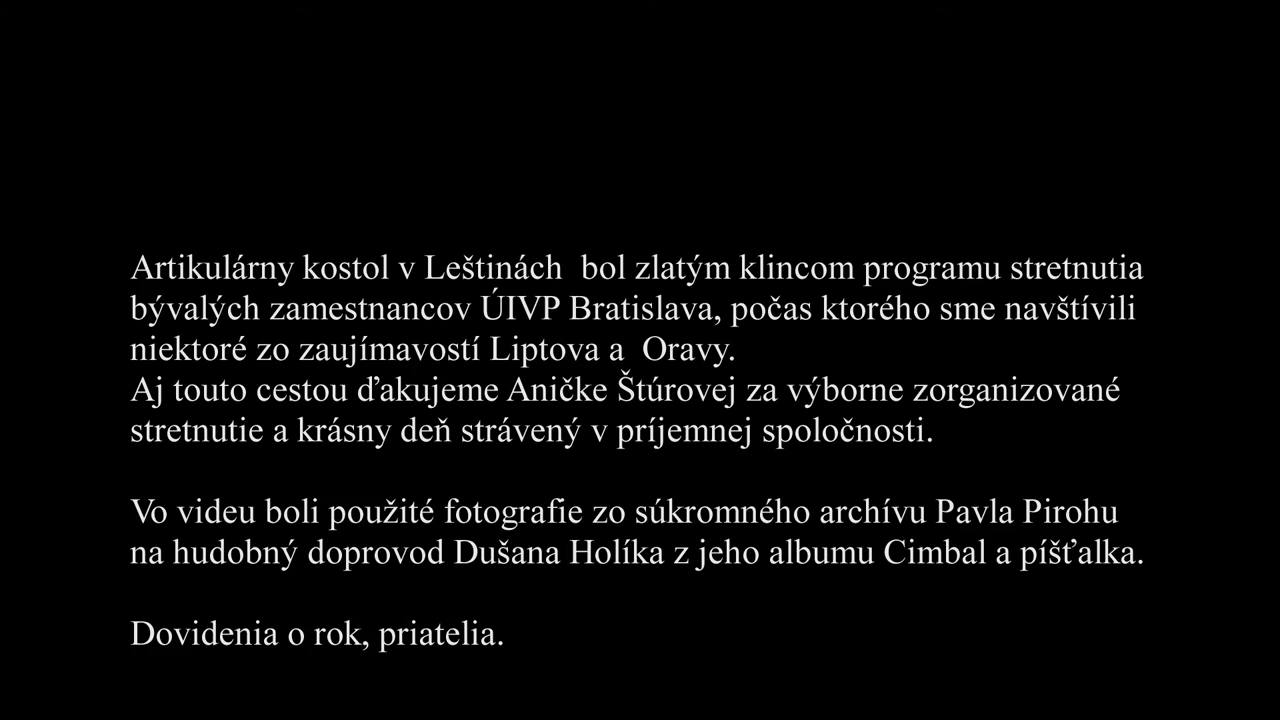 Artikulárny kostol v Leštinách  bol zlatým klincom programu stretnutia
bývalých zamestnancov ÚIVP Bratislava, počas ktorého sme navštívili
niektoré zo zaujímavostí Liptova a  Oravy.
Aj touto cestou ďakujeme Aničke Štúrovej za výborne zorganizované
stretnutie a krásny deň strávený v príjemnej spoločnosti.
Vo videu boli použité fotografie zo súkromného archívu Pavla Pirohu
na hudobný doprovod Dušana Holíka z jeho albumu Cimbal a píšťalka.
Dovidenia o rok, priatelia.